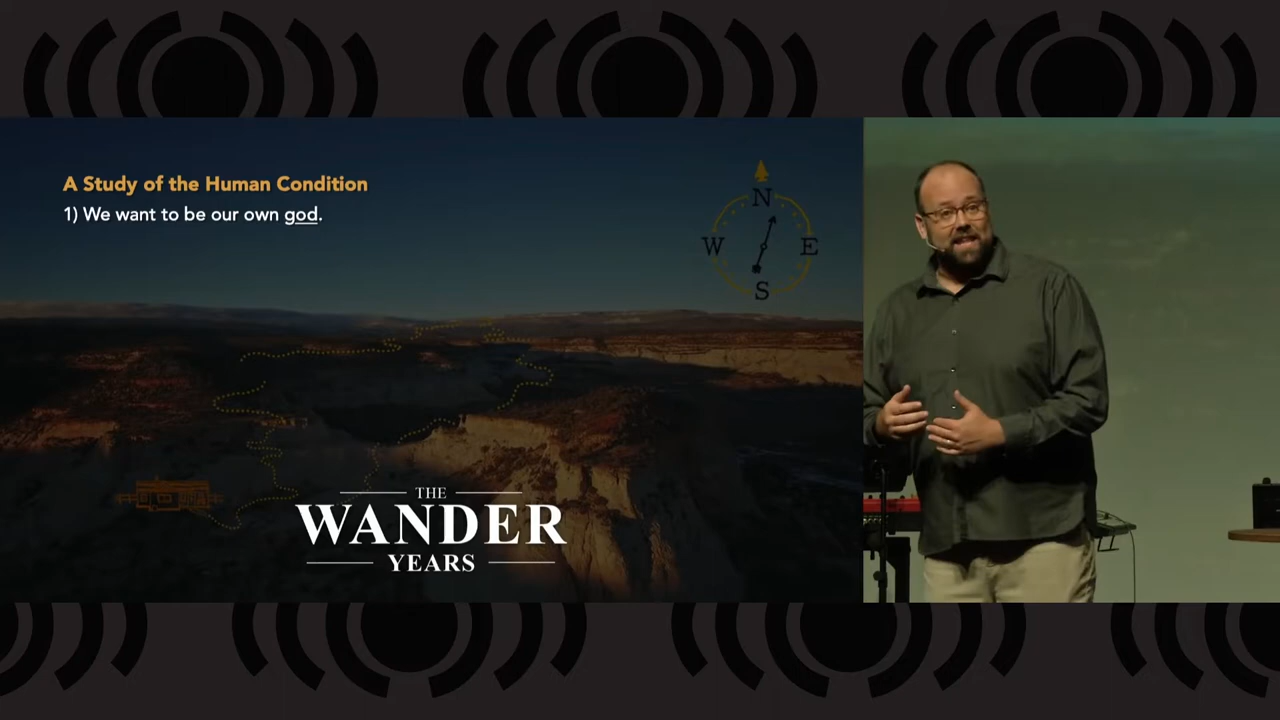 A Study of the Human Condition
1) We want to be our own god.
N
W E
S
THE
WANDER
YEARS